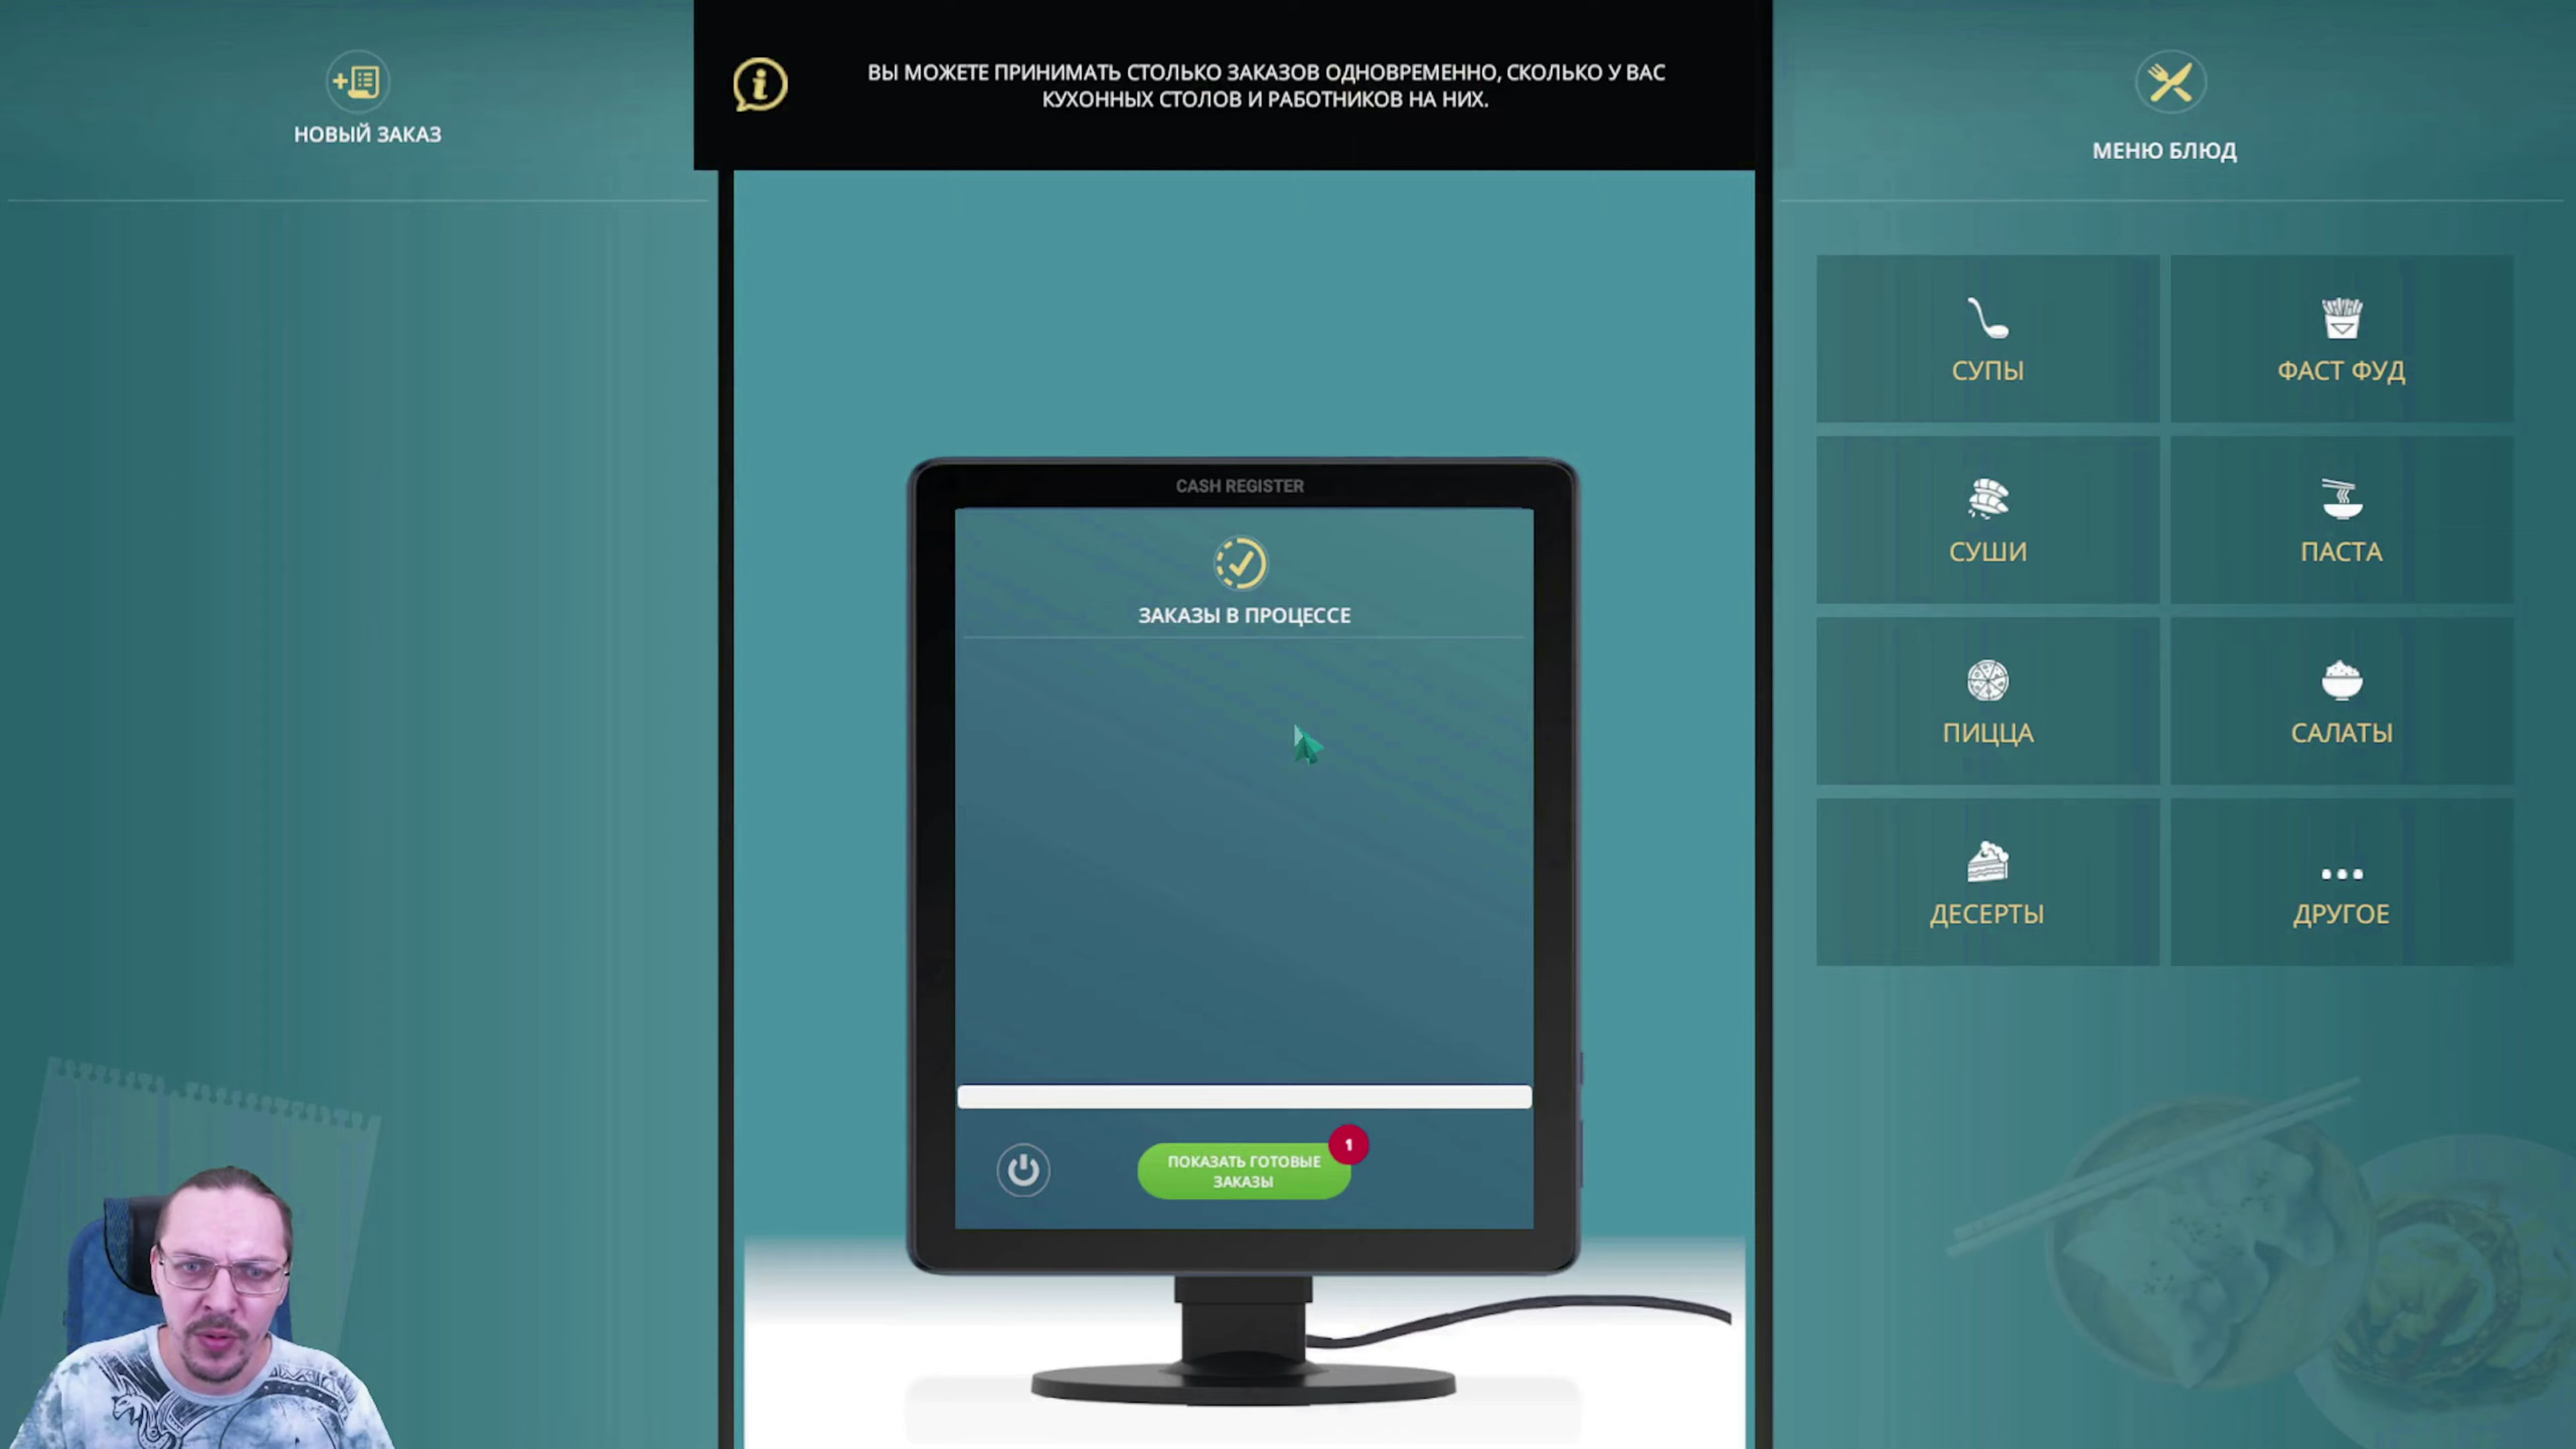 НОВЫЙ ЗАКАЗ
ВЫ МОЖЕТЕ ПРИНИМАТЬ СТОЛЬКО ЗАКАЗОВ ОДНОВРЕМЕННО, СКОЛЬКО У ВАС
КУХОННЫХ СТОЛОВ И РАБОТНИКОВ НА НИХ.
МЕНЮ БЛЮД
СУПЫ
ФАСТ ФУД
СУШИ
ПАСТА
ПИЦЦА
САЛАТЫ
ДЕСЕРТЫ
ДРУГОЕ
CASH REGISTER
ЗАКАЗЫ В ПРОЦЕССЕ
ПОКАЗАТЬ ГОТОВЫЕ
ЗАКАЗЫ
1